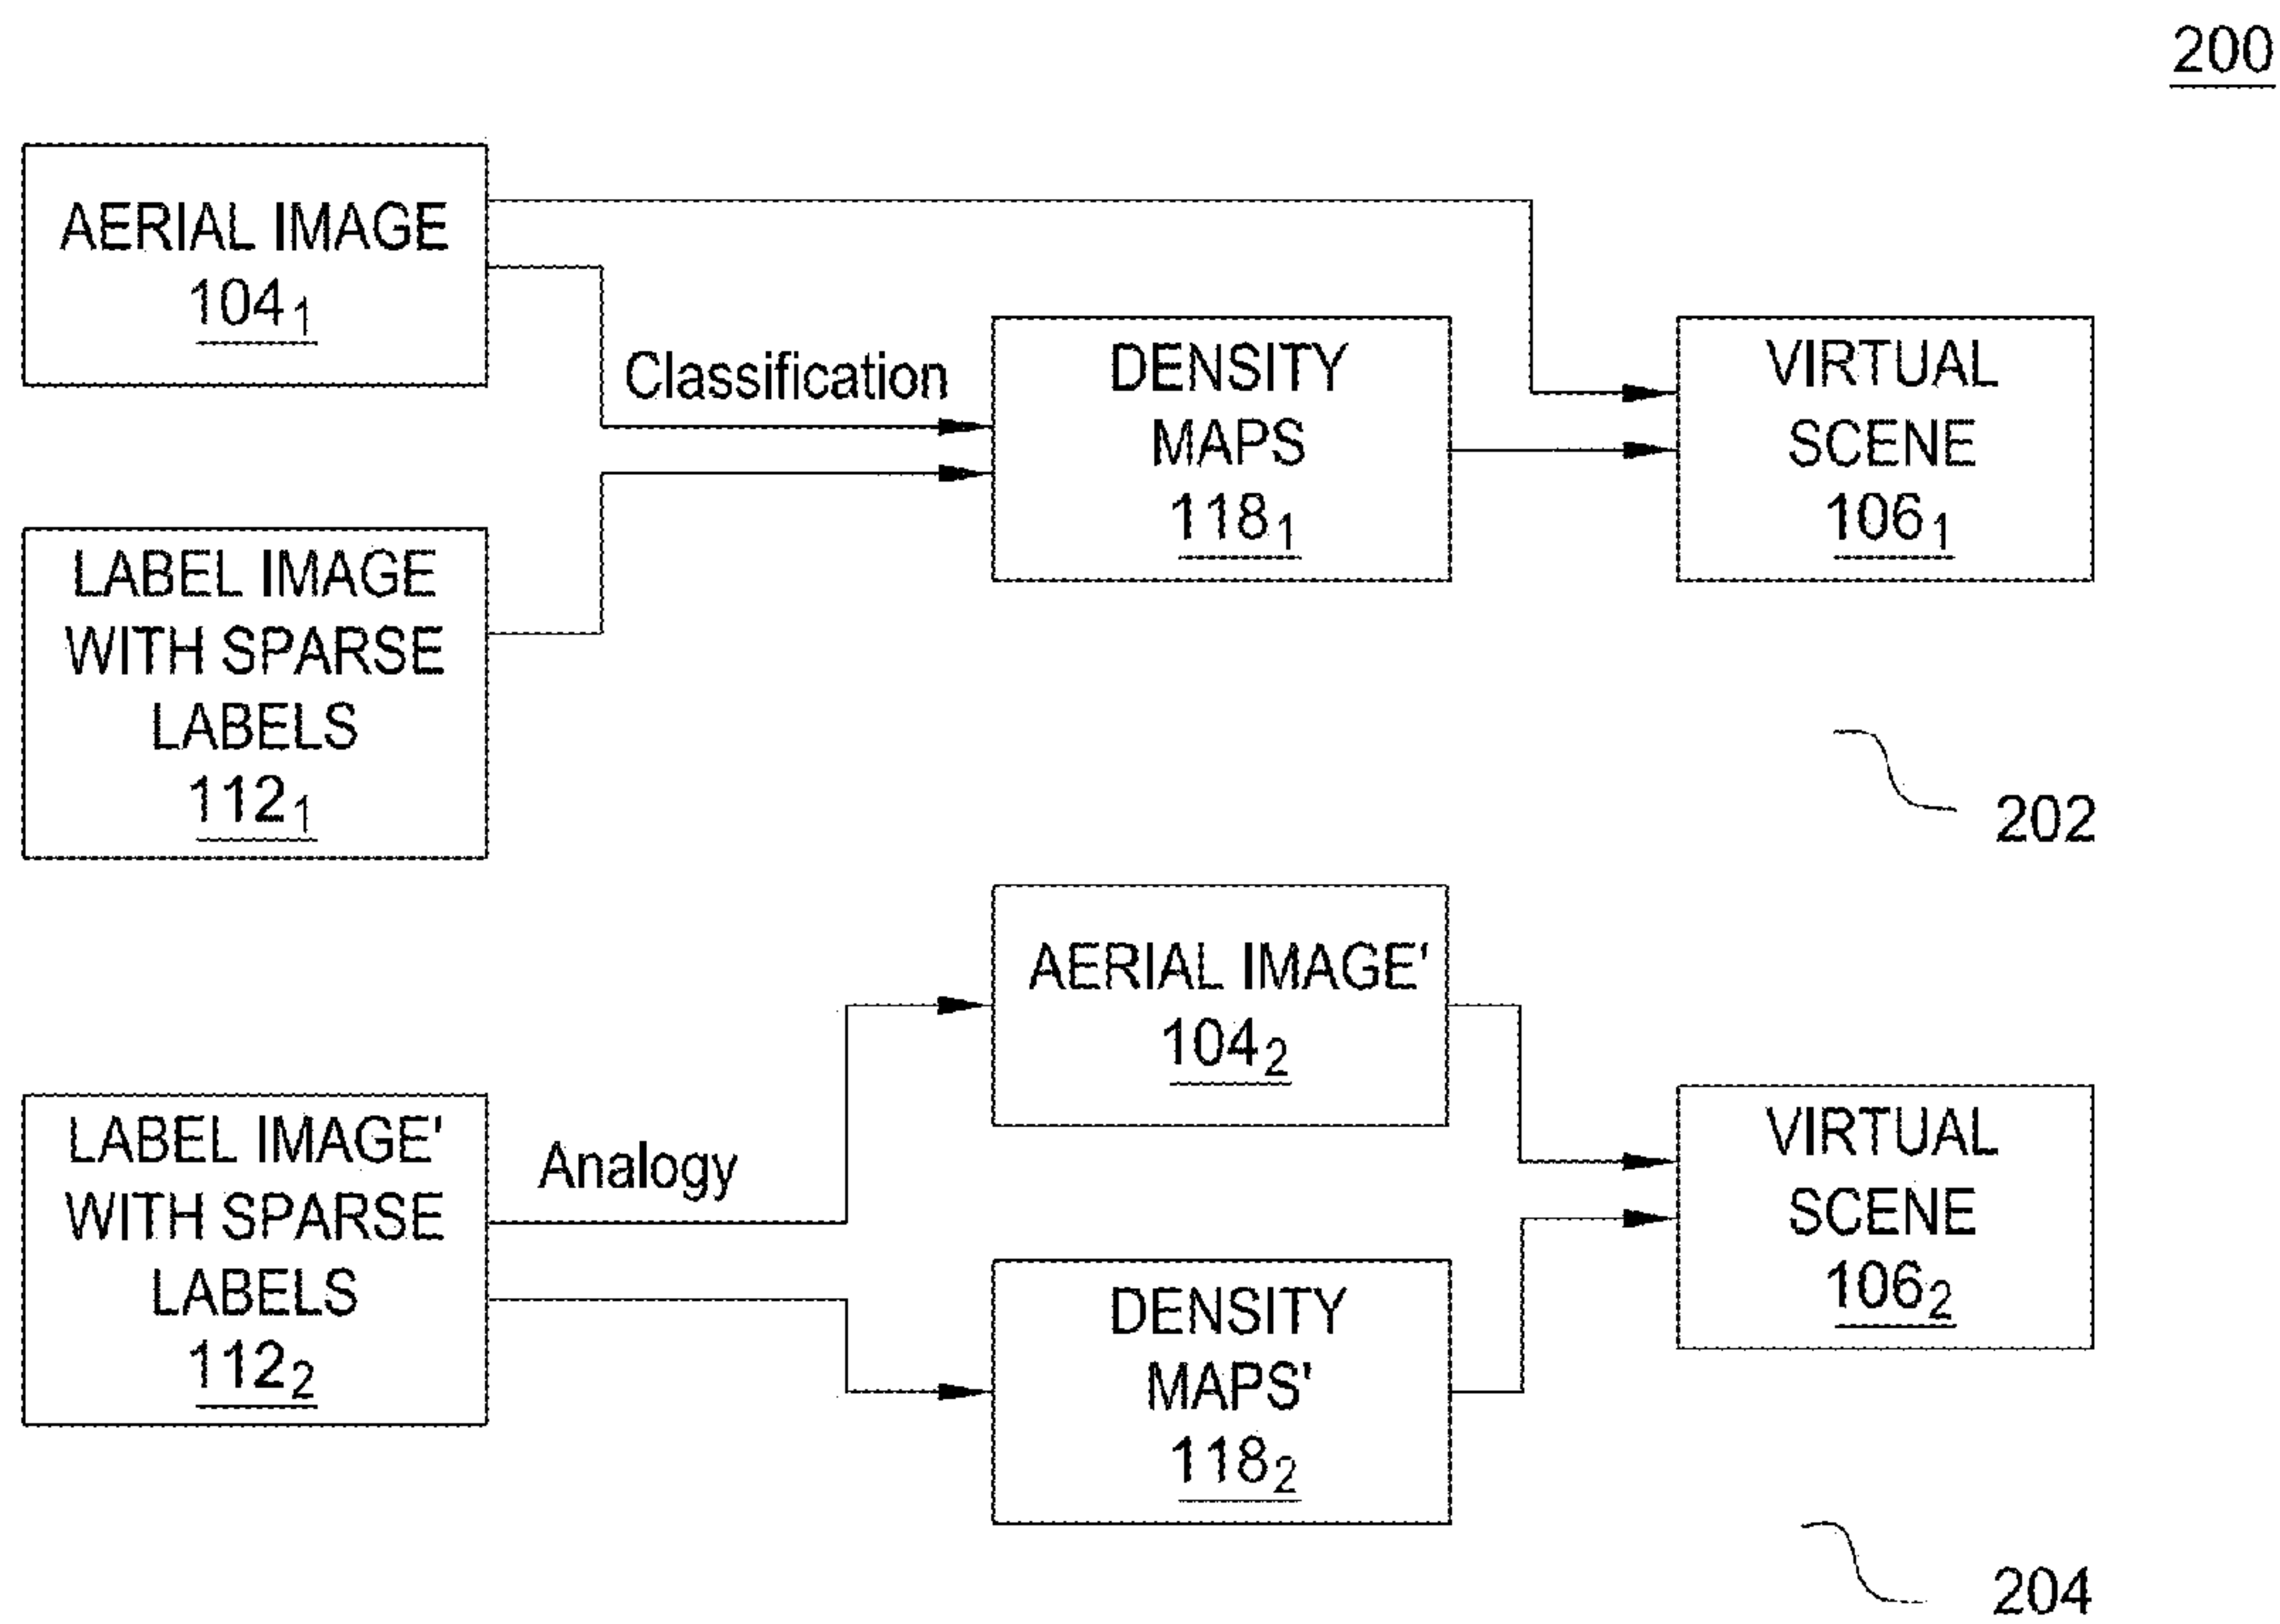 200
AERIAL IMAGE
104₁
Classification
DENSITY
MAPS
118₁
VIRTUAL
SCENE
106₁
LABEL IMAGE
WITH SPARSE
LABELS
112₁
202
AERIAL IMAGE'
104₂
LABEL IMAGE'
WITH SPARSE
LABELS
112₂
Analogy
DENSITY
MAPS'
118₂
VIRTUAL
SCENE
106₂
204